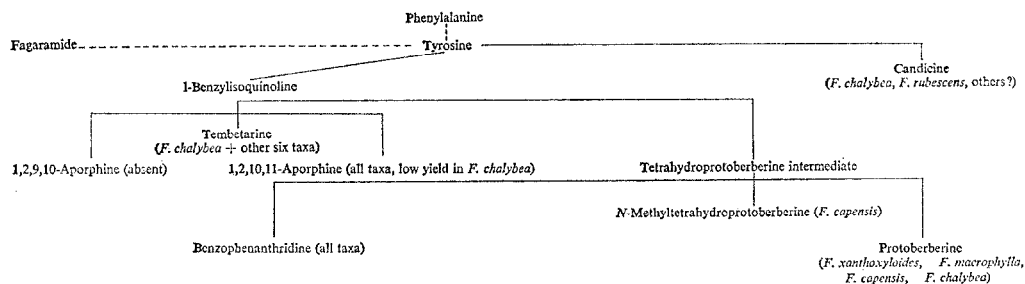 Phenylalanine
Fagaramide
Tyrosine
Candicine
(F. chalybea, F. rubescens, others?)
1-Benzylisoquinoline
Tembetarine
(F. chalybea + other six taxa)
1,2,9,10-Aporphine (absent)
1,2,10,11-Aporphine (all taxa, low yield in F. chalybea)
Tetrahydroprotoberberine intermediate
N-Methyltetrahydroprotoberberine (F. capensis)
Benzophenanthridine (all taxa)
Protoberberine
(F. xanthoxyloides, F. macrophylla,
F. capensis, F. chalybea)